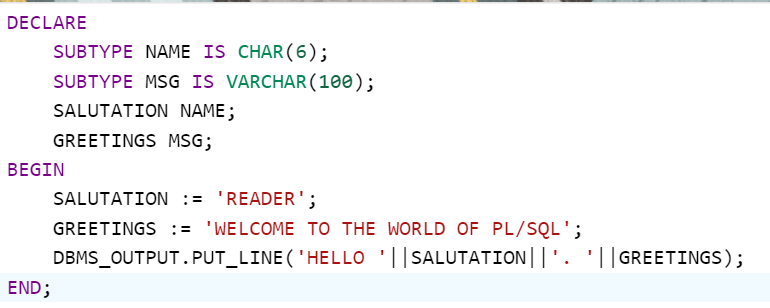 DECLARE
    SUBTYPE NAME IS CHAR(6);
    SUBTYPE MSG IS VARCHAR(100);
    SALUTATION NAME;
    GREETINGS MSG;
BEGIN
    SALUTATION := 'READER';
    GREETINGS := 'WELCOME TO THE WORLD OF PL/SQL';
    DBMS_OUTPUT.PUT_LINE('HELLO '||SALUTATION||'. '||GREETINGS);
END;